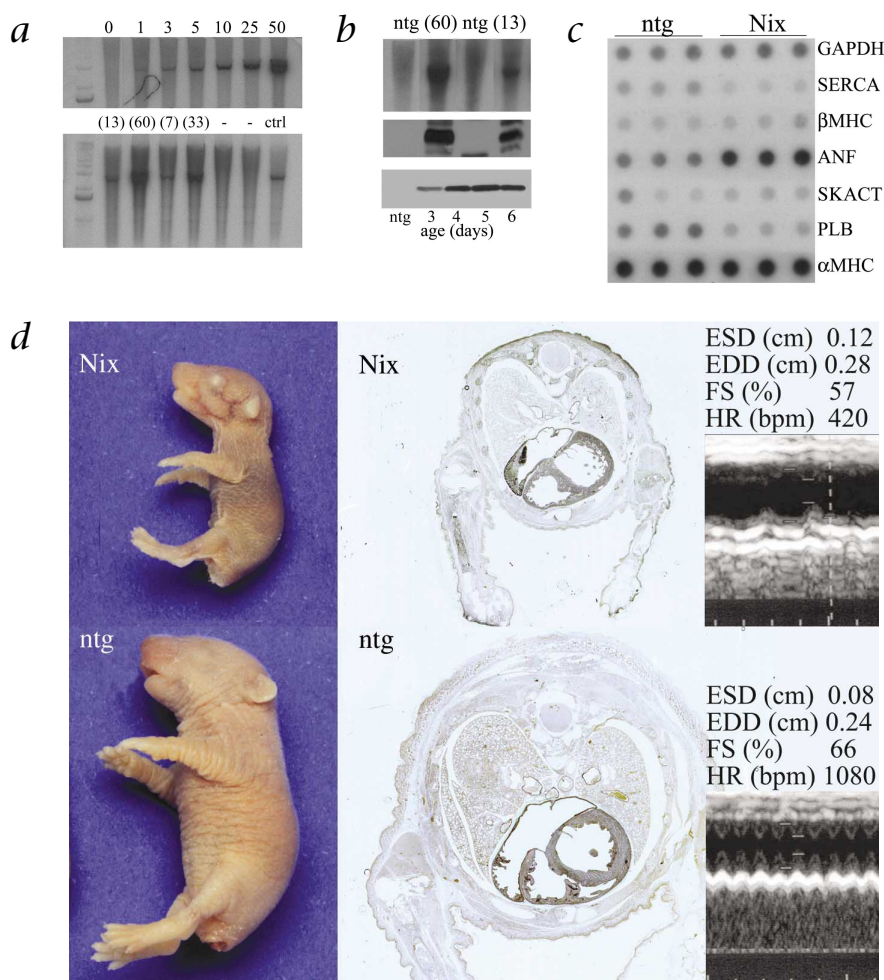 a
0 1 3 5 10 25 50
(13) (60) (7) (33) - - ctrl
b
ntg (60) ntg (13)
ntg 3 4 5 6
age (days)
c
ntg Nix
GAPDH
SERCA
βMHC
ANF
SKACT
PLB
αMHC
d
Nix
Nix
ESD (cm) 0.12
EDD (cm) 0.28
FS (%) 57
HR (bpm) 420
ntg
ntg
ESD (cm) 0.08
EDD (cm) 0.24
FS (%) 66
HR (bpm) 1080